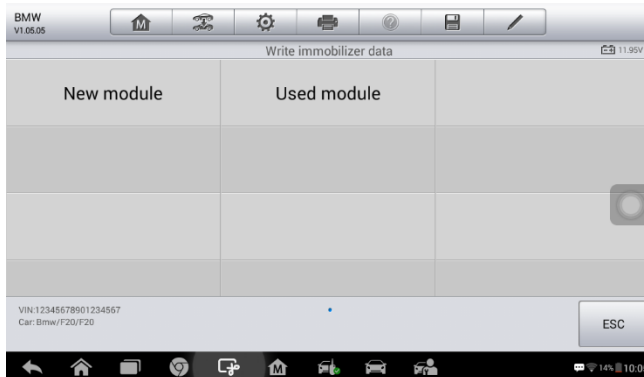 BMW
V1.05.05
Write immobilizer data
11.95V
New module
Used module
VIN:12345678901234567
Car: Bmw/F20/F20
ESC
14%